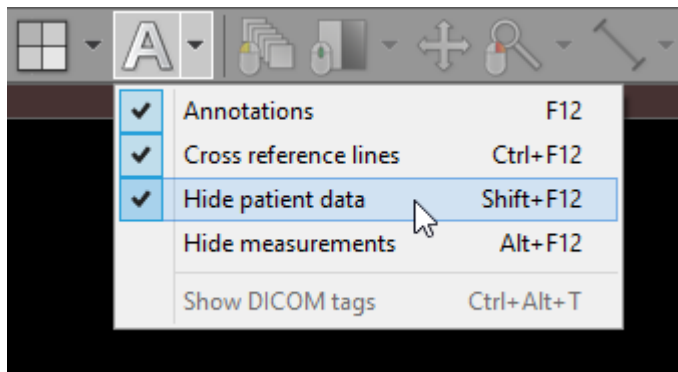 A
Annotations F12
Cross reference lines Ctrl+F12
Hide patient data Shift+F12
Hide measurements Alt+F12
Show DICOM tags Ctrl+Alt+T